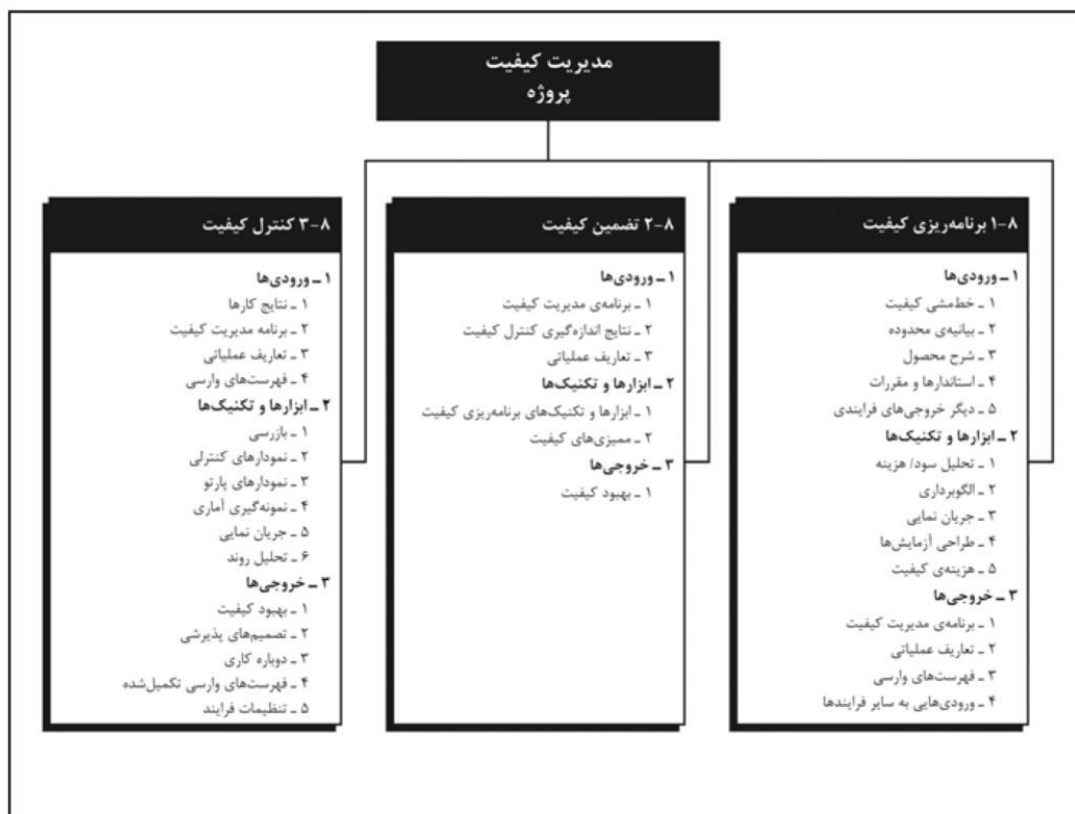 مدیریت کیفیت
پروژه
۸-۱ برنامه‌ریزی کیفیت
۱ ـ ورودی‌ها
۱ ـ خط‌مشی کیفیت
۲ ـ بیانیه‌ی محدوده
۳ ـ شرح محصول
۴ ـ استاندارها و مقررات
۵ ـ دیگر خروجی‌های فرایندی
۲ ـ ابزارها و تکنیک‌ها
۱ ـ تحلیل سود/ هزینه
۲ ـ الگوبرداری
۳ ـ جریان نمایی
۴ ـ طراحی آزمایش‌ها
۵ ـ هزینه‌ی کیفیت
۳ ـ خروجی‌ها
۱ ـ برنامه‌ی مدیریت کیفیت
۲ ـ تعاریف عملیاتی
۳ ـ فهرست‌های وارسی
۴ ـ ورودی‌هایی به سایر فرایندها
۸-۲ تضمین کیفیت
۱ ـ ورودی‌ها
۱ ـ برنامه‌ی مدیریت کیفیت
۲ ـ نتایج اندازه‌گیری کنترل کیفیت
۳ ـ تعاریف عملیاتی
۲ ـ ابزارها و تکنیک‌ها
۱ ـ ابزارها و تکنیک‌های برنامه‌ریزی کیفیت
۲ ـ ممیزی‌های کیفیت
۳ ـ خروجی‌ها
۱ ـ بهبود کیفیت
۸-۳ کنترل کیفیت
۱ ـ ورودی‌ها
۱ ـ نتایج کارها
۲ ـ برنامه مدیریت کیفیت
۳ ـ تعاریف عملیاتی
۴ ـ فهرست‌های وارسی
۲ ـ ابزارها و تکنیک‌ها
۱ ـ بازرسی
۲ ـ نمودارهای کنترلی
۳ ـ نمودارهای پارتو
۴ ـ نمونه‌گیری آماری
۵ ـ جریان نمایی
۶ ـ تحلیل روند
۳ ـ خروجی‌ها
۱ ـ بهبود کیفیت
۲ ـ تصمیم‌های پذیرشی
۳ ـ دوباره کاری
۴ ـ فهرست‌های وارسی تکمیل‌شده
۵ ـ تنظیمات فرایند